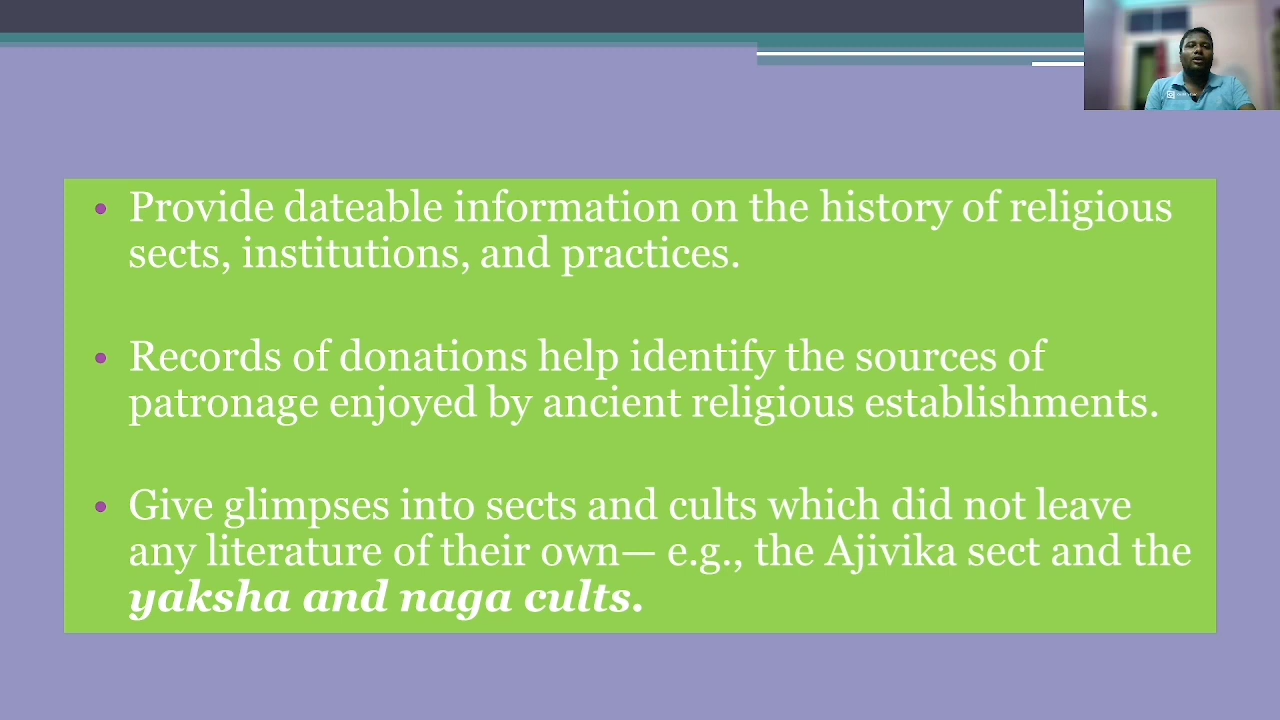 • Provide dateable information on the history of religious
sects, institutions, and practices.
• Records of donations help identify the sources of
patronage enjoyed by ancient religious establishments.
• Give glimpses into sects and cults which did not leave
any literature of their own— e.g., the Ajivika sect and the
yaksha and naga cults.